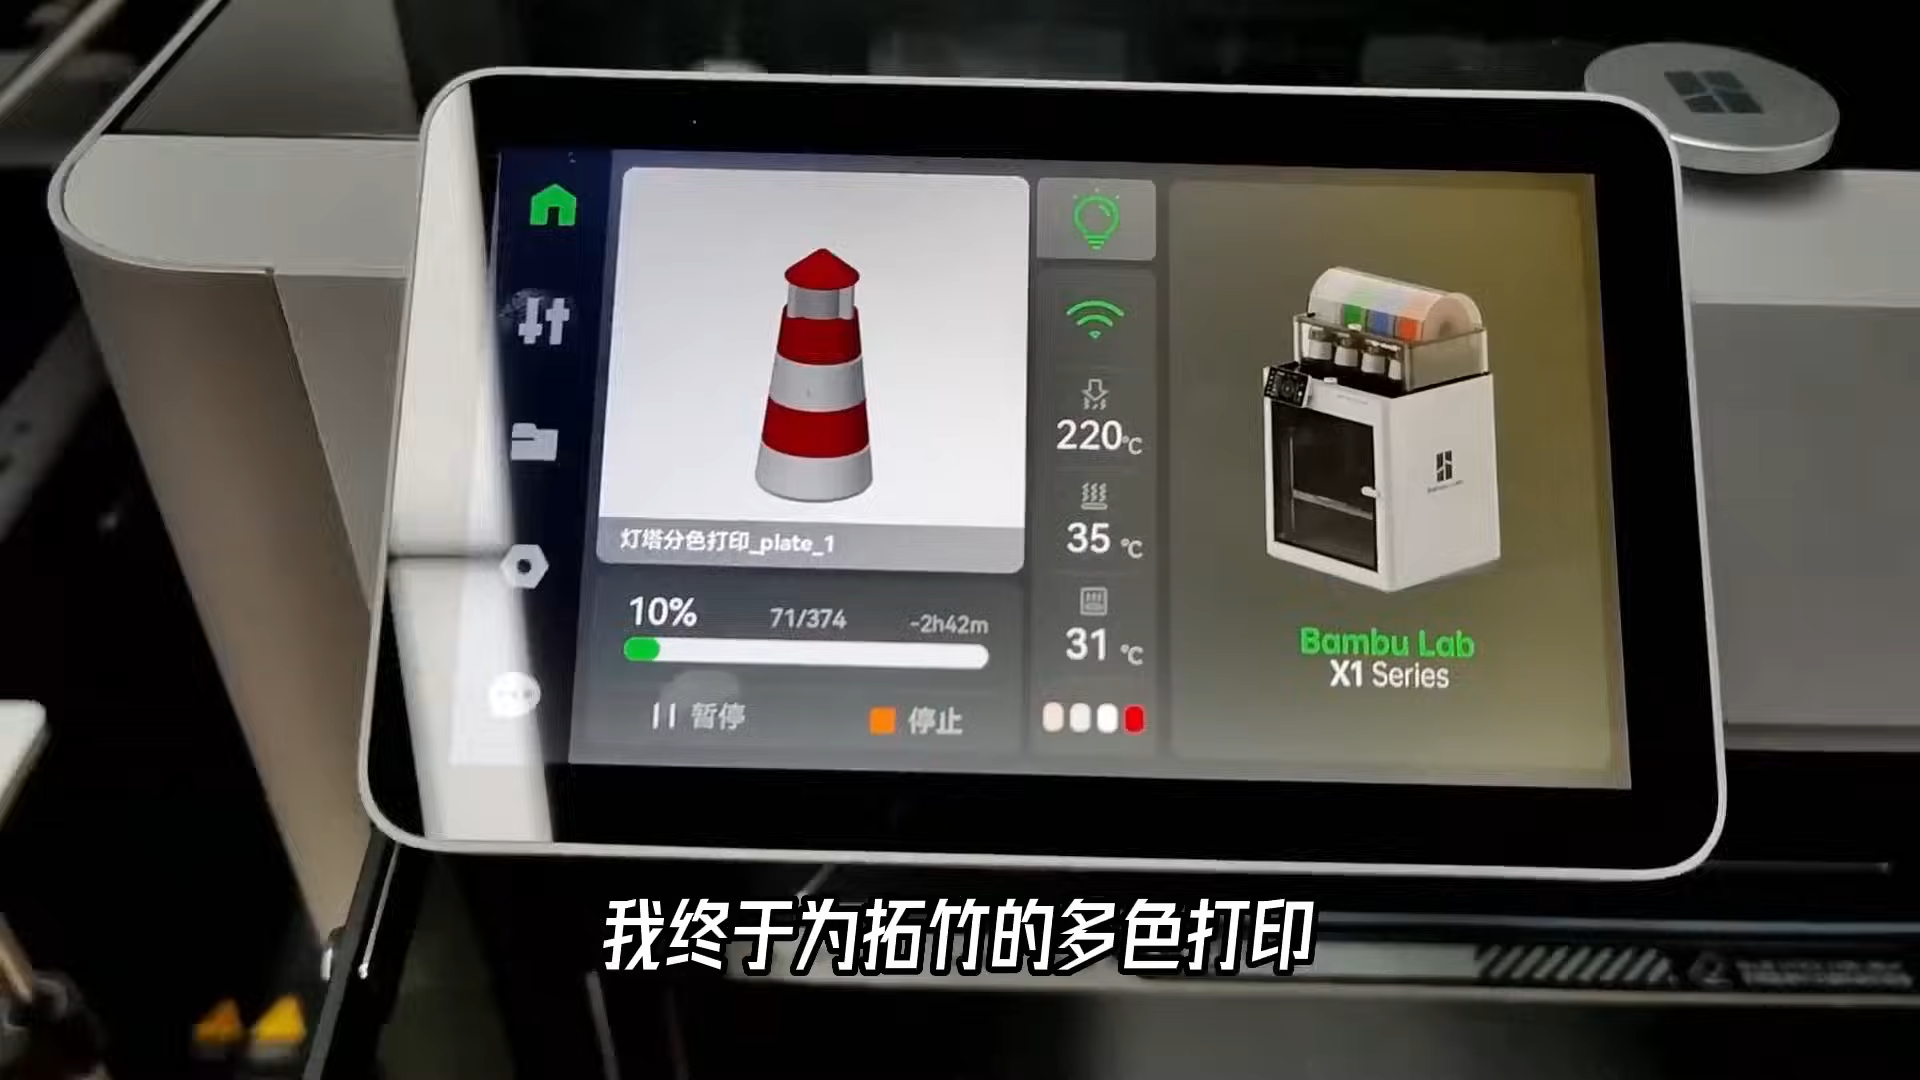 灯塔分色打印_plate_1
10% 71/374 -2h42m
暂停 停止
220℃
35 ℃
31 ℃
Bambu Lab
X1 Series
我终于为拓竹的多色打印